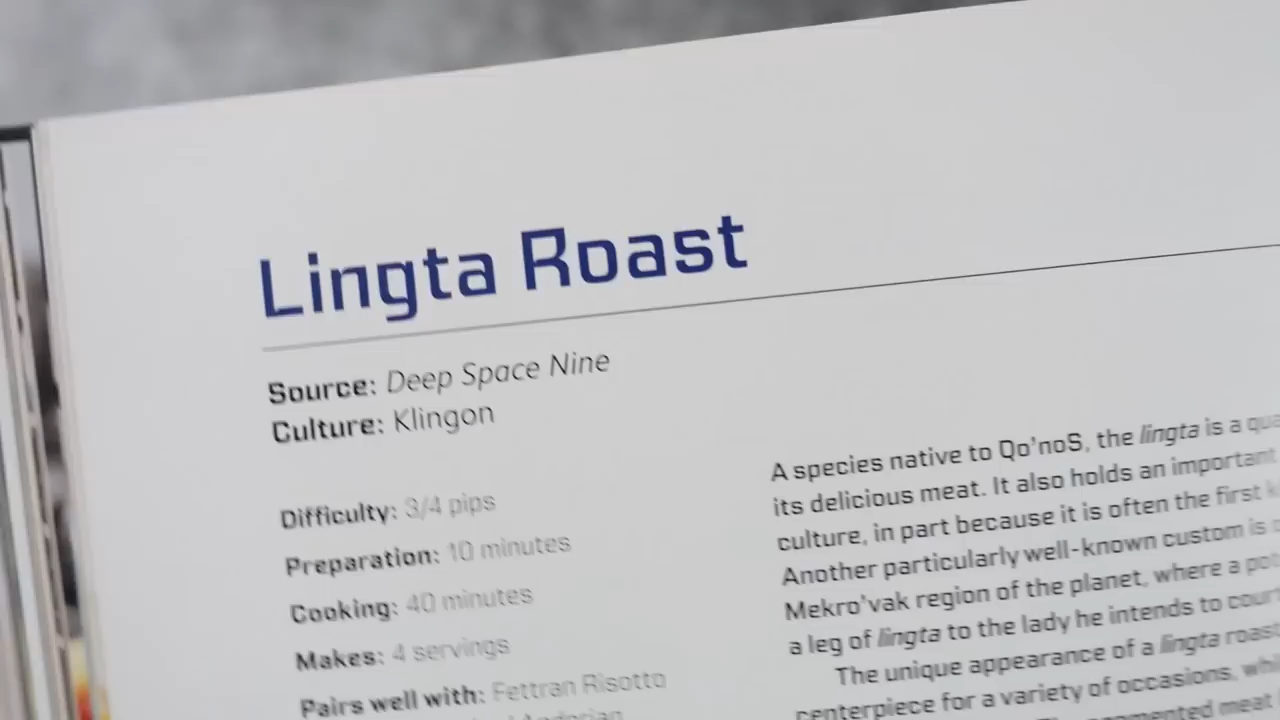 Lingta Roast
Source: Deep Space Nine
Culture: Klingon
Difficulty: 3/4 pips
Preparation: 10 minutes
Cooking: 40 minutes
Makes: 4 servings
Pairs well with: Fettran Risotto
Andorian
A species native to Qo'noS, the lingta is a
its delicious meat. It also holds an important
culture, in part because it is often the first
Another particularly well-known custom is
Mekro'vak region of the planet, where a
a leg of lingta to the lady he intends to
The unique appearance of a lingta roast
centerpiece for a variety of occasions,
meat